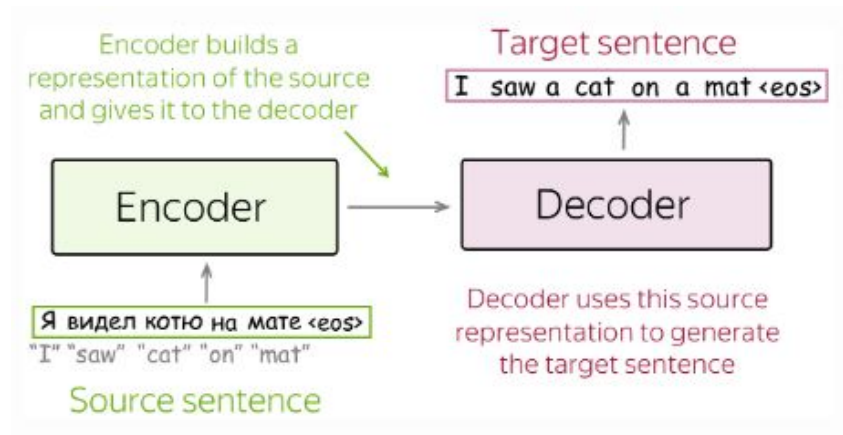 Encoder builds a
representation of the source
and gives it to the decoder
Target sentence
I saw a cat on a mat <eos>
Encoder
Decoder
Я видел котю на мате <eos>
"I" "saw" "cat" "on" "mat"
Source sentence
Decoder uses this source
representation to generate
the target sentence